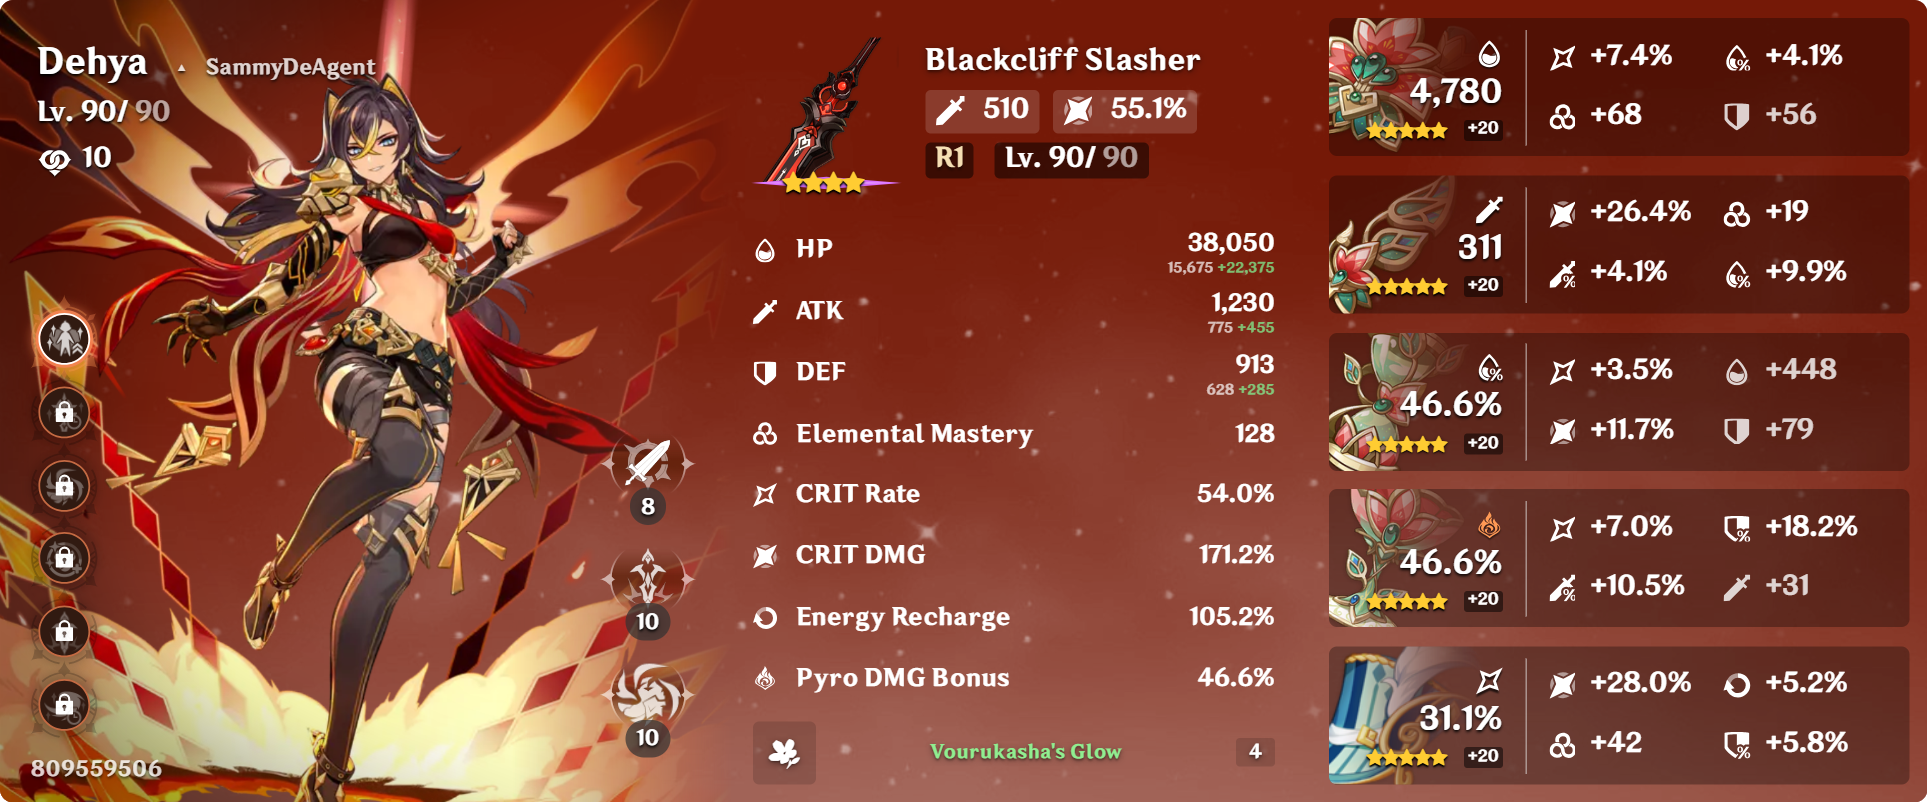 Dehya ▲ SammyDeAgent
Lv. 90/ 90
10
8
10
10
809559506
Blackcliff Slasher
510 55.1%
R1 Lv. 90/ 90
HP 38,050
15,675 +22,375
ATK 1,230
775 +455
DEF 913
628 +285
Elemental Mastery 128
CRIT Rate 54.0%
CRIT DMG 171.2%
Energy Recharge 105.2%
Pyro DMG Bonus 46.6%
Vourukasha's Glow 4
4,780
+20
+7.4% +4.1%
+68 +56
311
+20
+26.4% +19
+4.1% +9.9%
46.6%
+20
+3.5% +448
+11.7% +79
46.6%
+20
+7.0% +18.2%
+10.5% +31
31.1%
+20
+28.0% +5.2%
+42 +5.8%